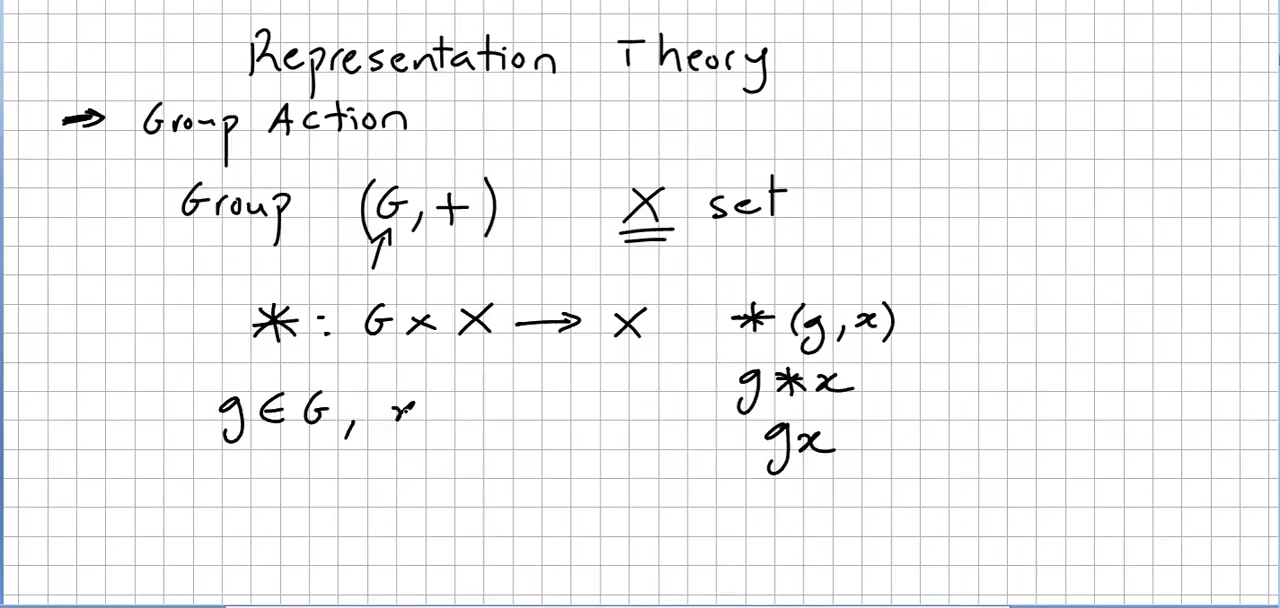 Representation Theory
→ Group Action
Group (G, +) X set
* : G × X → X * (g, x)
g * x
g ∈ G, x
gx